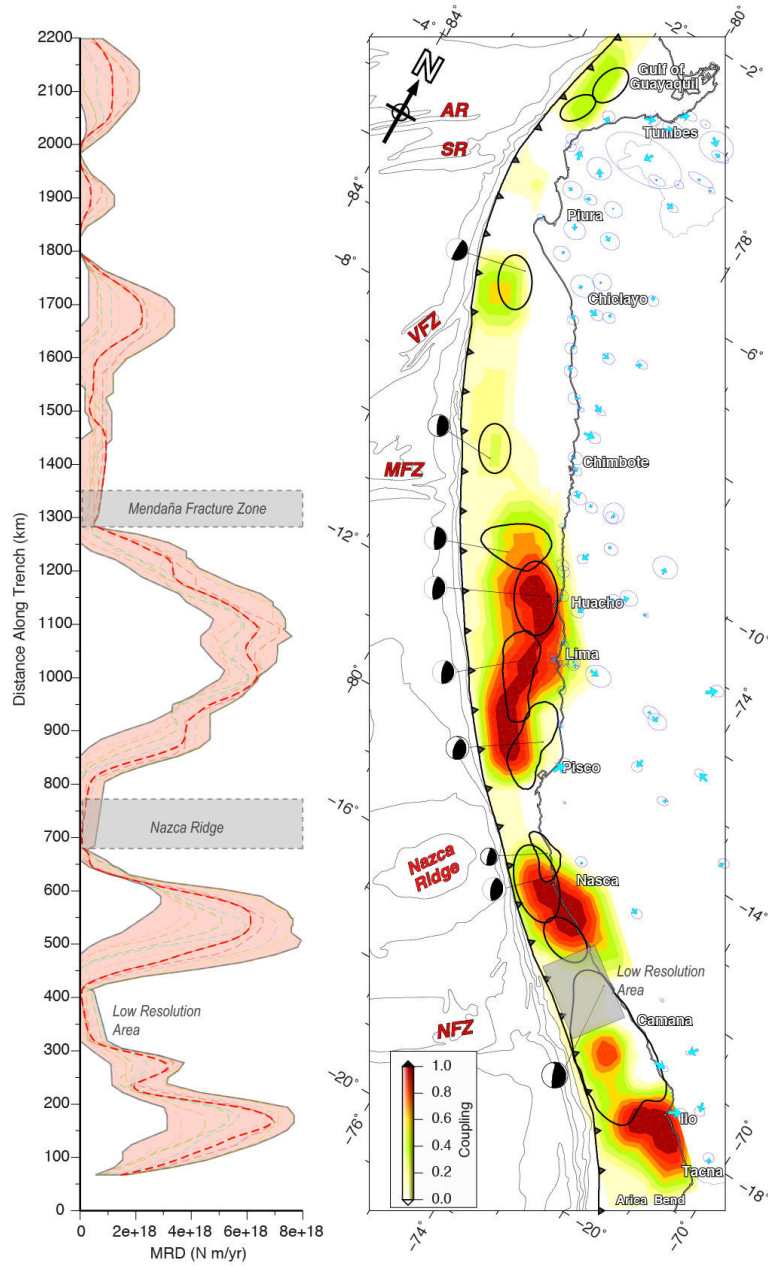 2200
2100
2000
1900
1800
1700
1600
1500
1400
1300
1200
1100
1000
900
800
700
600
500
400
300
200
100
0
Distance Along Trench (km)
Mendaña Fracture Zone
Nazca Ridge
Low Resolution
Area
0
2e+18
4e+18
6e+18
8e+18
MRD (N m/yr)
−4°
−84°
−2°
−80°
N
AR
SR
Gulf of
Guayaquil
−2°
Tumbes
−84°
Piura
−78°
−8°
Chiclayo
VFZ
−6°
MFZ
Chimbote
−12°
Huacho
−10°
Lima
−80°
−74°
Pisco
−16°
Nazca
Ridge
Nasca
−14°
Low Resolution
Area
NFZ
Camana
−20°
1.0
0.8
0.6
0.4
0.2
0.0
Coupling
−76°
Ilo
−70°
Tacna
−18°
Arica Bend
−74°
−20°
−70°